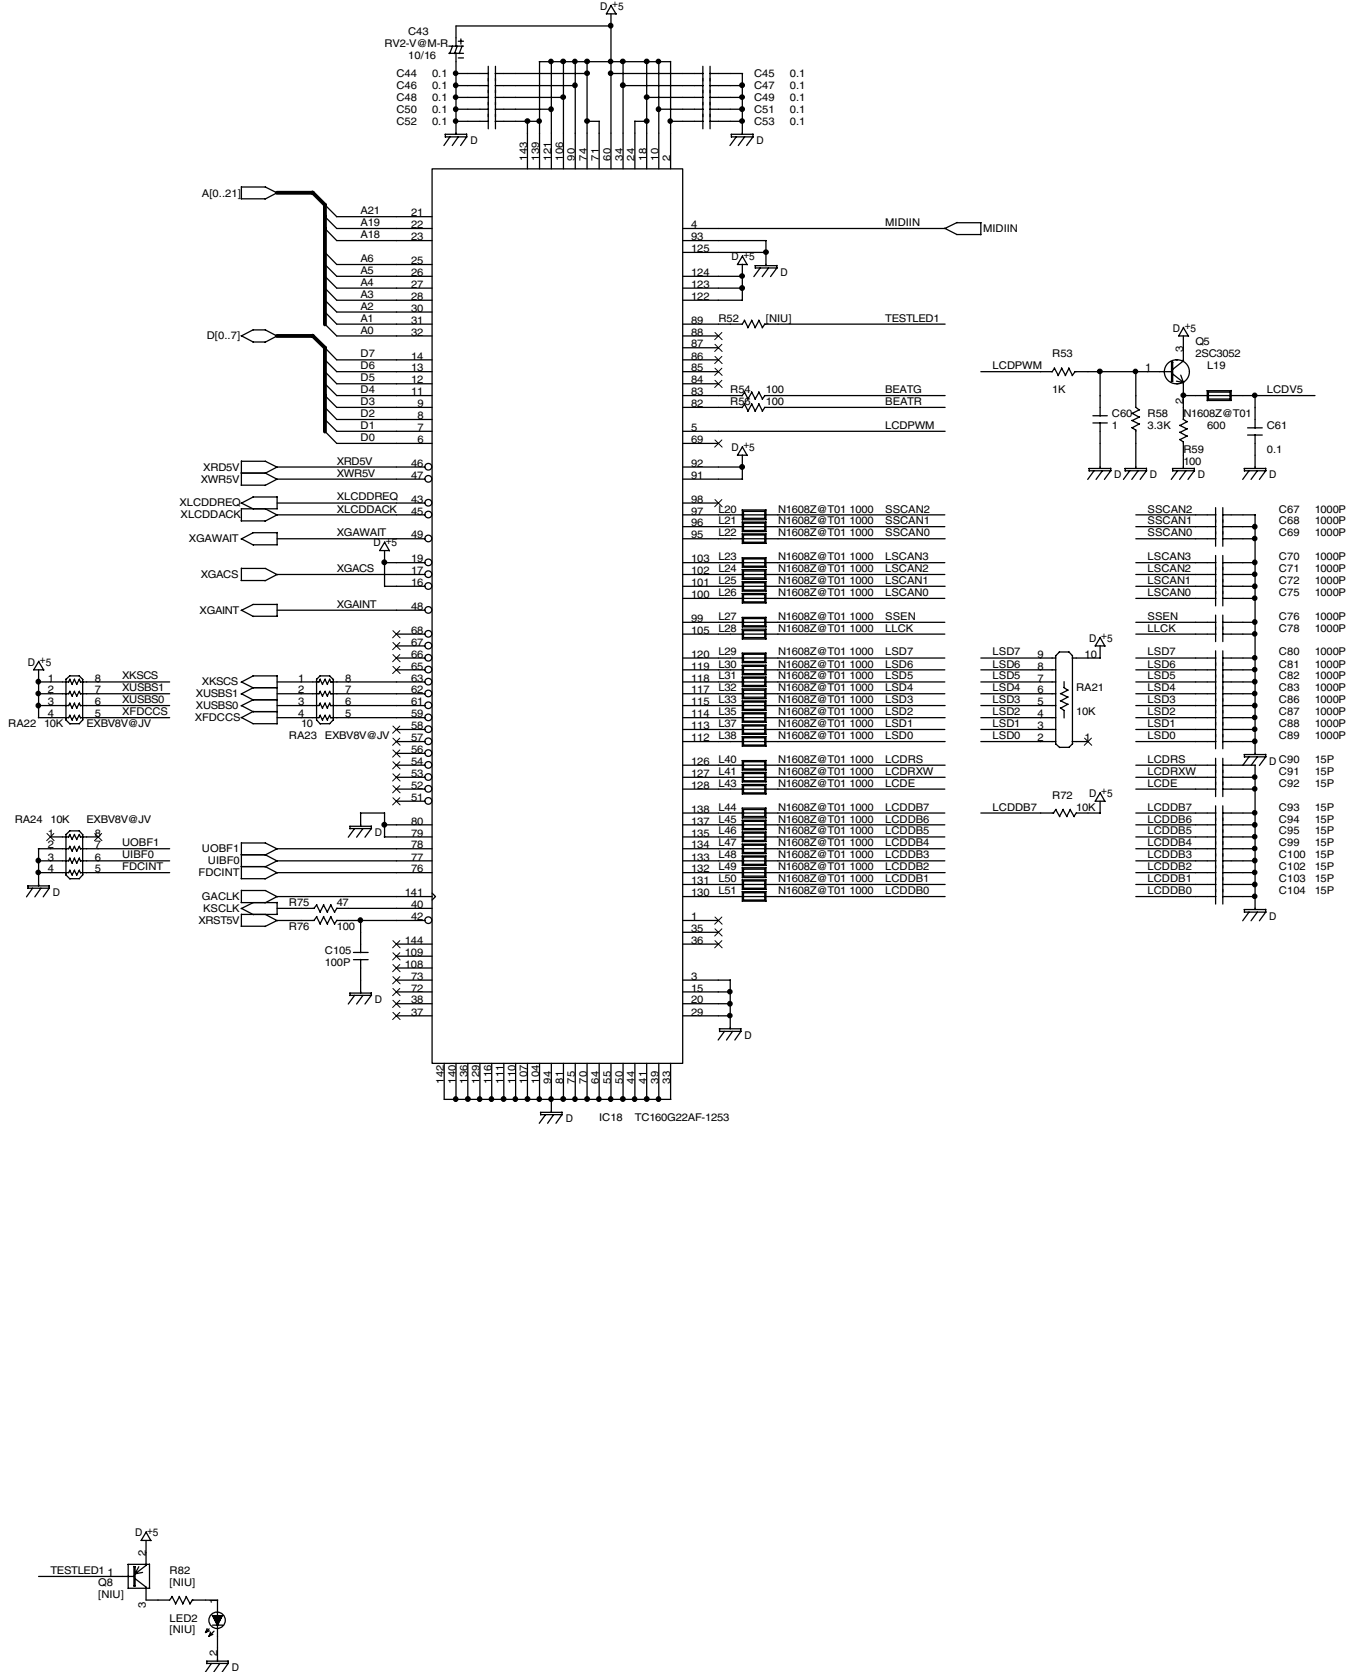 D +5
C43
RV2-V@M-R
10/16
+
–
C44 0.1
C46 0.1
C48 0.1
C50 0.1
C52 0.1
D
C45 0.1
C47 0.1
C49 0.1
C51 0.1
C53 0.1
D
143 139 121 106 90 74 71 60 34 24 18 10 2
A[0..21]
A21 21
A19 22
A18 23
A6 25
A5 26
A4 27
A3 28
A2 30
A1 31
A0 32
D[0..7]
D7 14
D6 13
D5 12
D4 11
D3 9
D2 8
D1 7
D0 6
XRD5V XRD5V 46
XWR5V XWR5V 47
XLCDDREQ XLCDDREQ 43
XLCDDACK XLCDDACK 45
XGAWAIT XGAWAIT 49
D +5
19
XGACS XGACS 17
16
XGAINT XGAINT 48
68
67
66
65
D +5
1 8 XKSCS
2 7 XUSBS1
3 6 XUSBS0
4 5 XFDCCS
RA22 10K EXBV8V@JV
XKSCS 1 8 63
XUSBS1 2 7 62
XUSBS0 3 6 61
XFDCCS 4 5 59
10
RA23 EXBV8V@JV
58
57
56
54
53
52
51
RA24 10K EXBV8V@JV
1 8
2 7 UOBF1
3 6 UIBF0
4 5 FDCINT
D
D
80
79
UOBF1 78
UIBF0 77
FDCINT 76
GACLK 141
KSCLK R75 47 40
XRST5V R76 100 42
C105
100P
D
144
109
108
73
72
38
37
4 MIDIIN MIDIIN
93
125
D
D +5
124
123
122
89 R52 [NIU] TESTLED1
88
87
86
85
84
83 R54 100 BEATG
82 100 BEATR
5 LCDPWM
69
D +5
92
91
98
97 L20 N1608Z@T01 1000 SSCAN2
96 L21 N1608Z@T01 1000 SSCAN1
95 L22 N1608Z@T01 1000 SSCAN0
103 L23 N1608Z@T01 1000 LSCAN3
102 L24 N1608Z@T01 1000 LSCAN2
101 L25 N1608Z@T01 1000 LSCAN1
100 L26 N1608Z@T01 1000 LSCAN0
99 L27 N1608Z@T01 1000 SSEN
105 L28 N1608Z@T01 1000 LLCK
120 L29 N1608Z@T01 1000 LSD7
119 L30 N1608Z@T01 1000 LSD6
118 L31 N1608Z@T01 1000 LSD5
117 L32 N1608Z@T01 1000 LSD4
115 L33 N1608Z@T01 1000 LSD3
114 L35 N1608Z@T01 1000 LSD2
113 L37 N1608Z@T01 1000 LSD1
112 L38 N1608Z@T01 1000 LSD0
126 L40 N1608Z@T01 1000 LCDRS
127 L41 N1608Z@T01 1000 LCDRXW
128 L43 N1608Z@T01 1000 LCDE
138 L44 N1608Z@T01 1000 LCDDB7
137 L45 N1608Z@T01 1000 LCDDB6
135 L46 N1608Z@T01 1000 LCDDB5
134 L47 N1608Z@T01 1000 LCDDB4
133 L48 N1608Z@T01 1000 LCDDB3
132 L49 N1608Z@T01 1000 LCDDB2
131 L50 N1608Z@T01 1000 LCDDB1
130 L51 N1608Z@T01 1000 LCDDB0
1
35
36
3
15
20
29
D
LCDPWM R53
1K
D +5
Q5
2SC3052
L19
1
2
3
C60
1
R58
3.3K
N1608Z@T01
600
R59
100
C61
0.1
LCDV5
D D D D
LSD7 9
LSD6 8
LSD5 7
LSD4 6
LSD3 5
LSD2 4
LSD1 3
LSD0 2
10
D +5
RA21
10K
1
LCDDB7 R72 10K
D +5
SSCAN2 C67 1000P
SSCAN1 C68 1000P
SSCAN0 C69 1000P
LSCAN3 C70 1000P
LSCAN2 C71 1000P
LSCAN1 C72 1000P
LSCAN0 C75 1000P
SSEN C76 1000P
LLCK C78 1000P
LSD7 C80 1000P
LSD6 C81 1000P
LSD5 C82 1000P
LSD4 C83 1000P
LSD3 C86 1000P
LSD2 C87 1000P
LSD1 C88 1000P
LSD0 C89 1000P
D
LCDRS C90 15P
LCDRXW C91 15P
LCDE C92 15P
LCDDB7 C93 15P
LCDDB6 C94 15P
LCDDB5 C95 15P
LCDDB4 C99 15P
LCDDB3 C100 15P
LCDDB2 C102 15P
LCDDB1 C103 15P
LCDDB0 C104 15P
D
142 140 136 129 116 111 110 107 104 94 81 75 70 64 55 50 44 41 39 33
D
IC18 TC160G22AF-1253
D +5
TESTLED1 1
2
Q8
[NIU]
3
R82
[NIU]
LED2
[NIU]
1
2
D